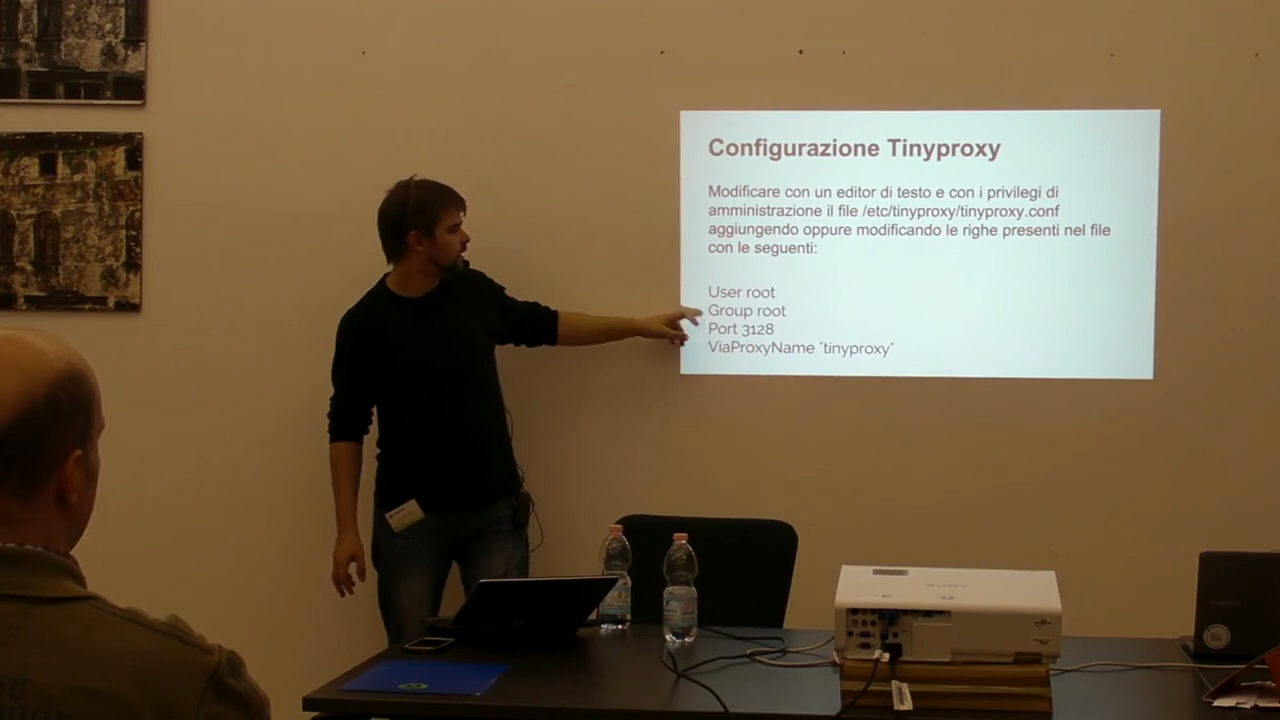 Configurazione Tinyproxy
Modificare con un editor di testo e con i privilegi di
amministrazione il file /etc/tinyproxy/tinyproxy.conf
aggiungendo oppure modificando le righe presenti nel file
con le seguenti:
User root
Group root
Port 3128
ViaProxyName "tinyproxy"